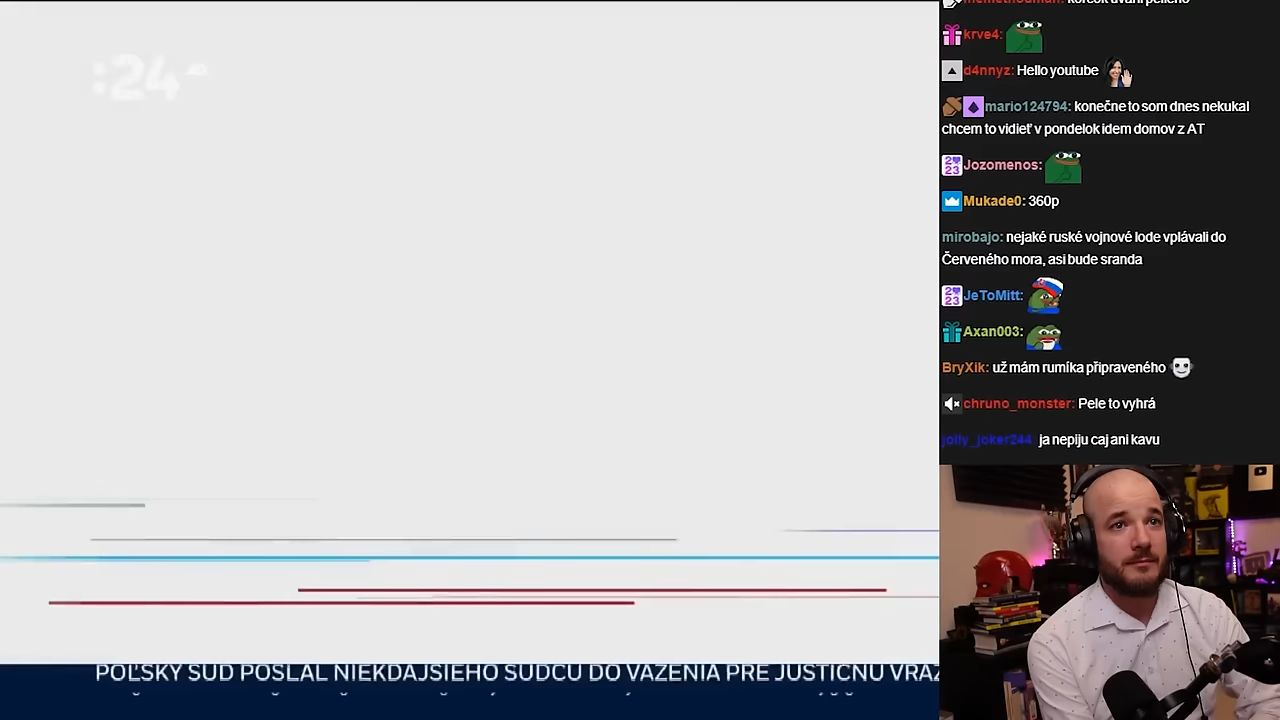 :24
krve4:
d4nnyz: Hello youtube
mario124794: konečne to som dnes nekukal
chcem to vidieť v pondelok idem domov z AT
Jozomenos:
Mukade0: 360p
mirobajo: nejaké ruské vojnové lode vplávali do
Červeného mora, asi bude sranda
JeToMitt:
Axan003:
BryXik: už mám rumíka připraveného
chruno_monster: Pele to vyhrá
jolly_joker244: ja nepiju caj ani kavu
POĽSKÝ SÚD POSLAL NIEKDAJŠIEHO SUDCU DO VÄZENIA PRE JUSTIČNÚ VRAŽ